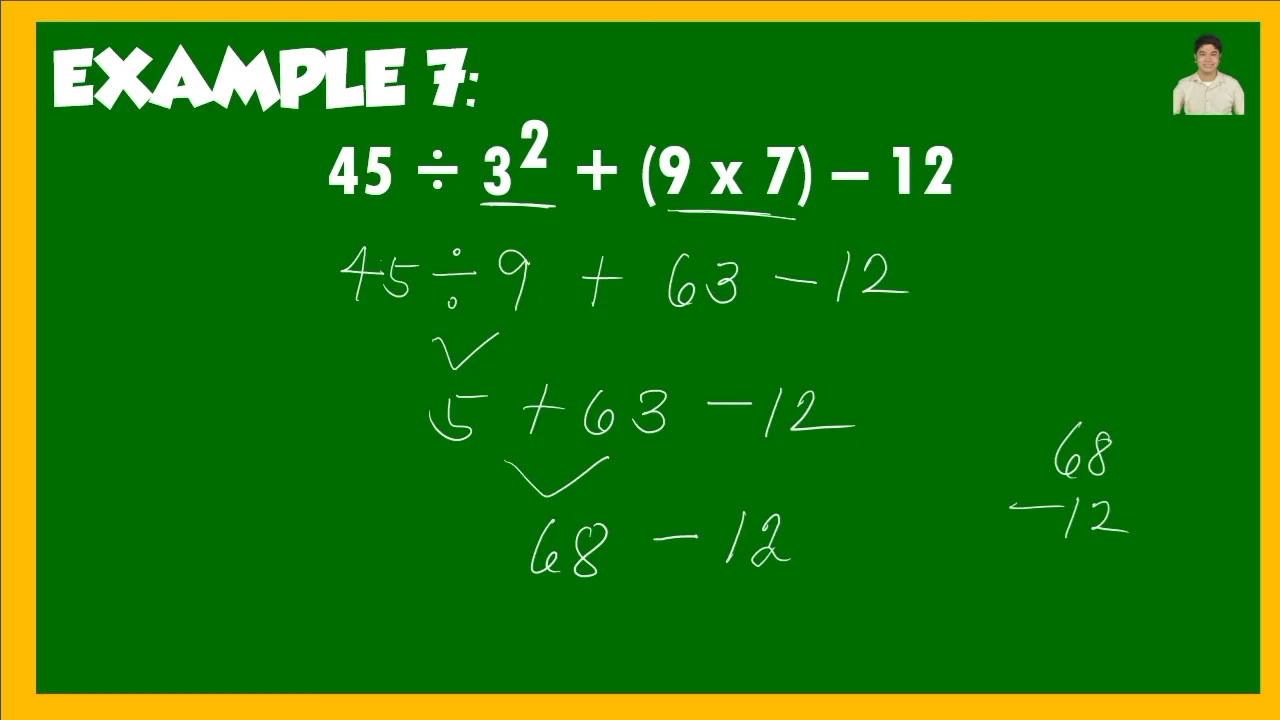 EXAMPLE 7:
45 ÷ 3² + (9 x 7) – 12
45 ÷ 9 + 63 – 12
5 + 63 – 12
68 – 12
68
– 12